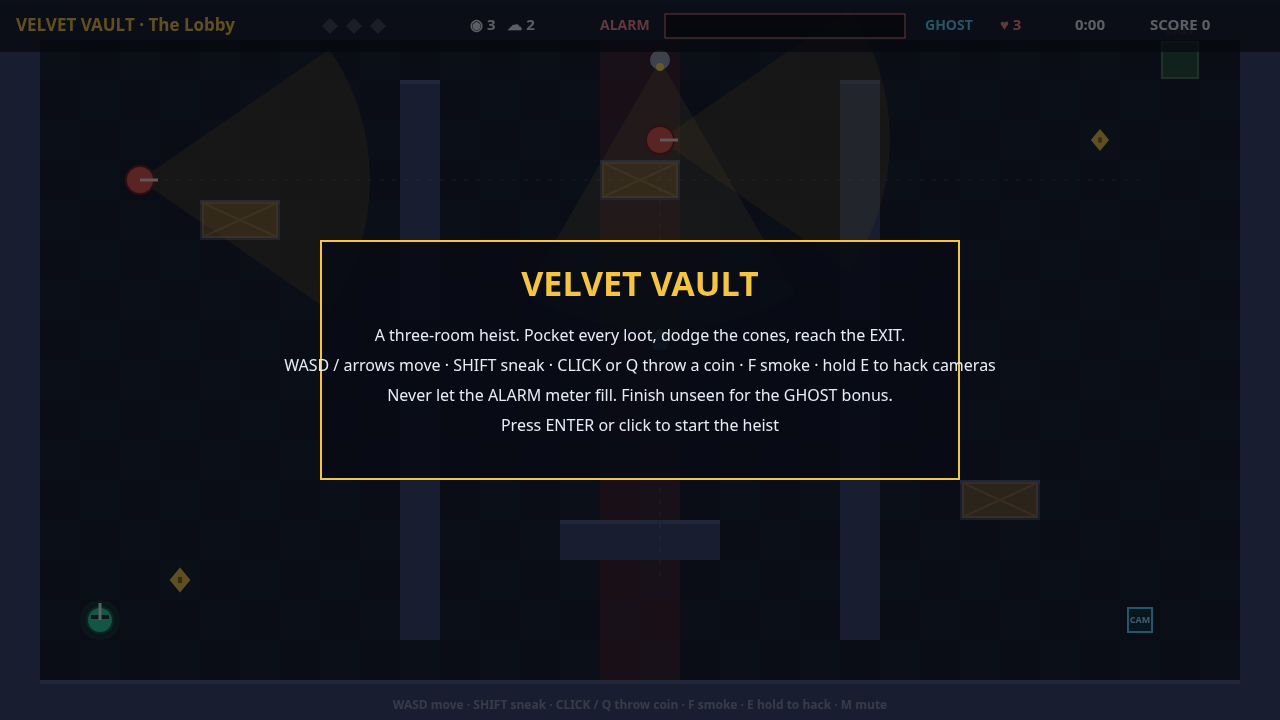 VELVET VAULT · The Lobby
◆ ◆ ◆
◉ 3 ☁ 2
ALARM
GHOST
♥ 3
0:00
SCORE 0
VELVET VAULT
A three-room heist. Pocket every loot, dodge the cones, reach the EXIT.
WASD / arrows move · SHIFT sneak · CLICK or Q throw a coin · F smoke · hold E to hack cameras
Never let the ALARM meter fill. Finish unseen for the GHOST bonus.
Press ENTER or click to start the heist
CAM
WASD move · SHIFT sneak · CLICK / Q throw coin · F smoke · E hold to hack · M mute